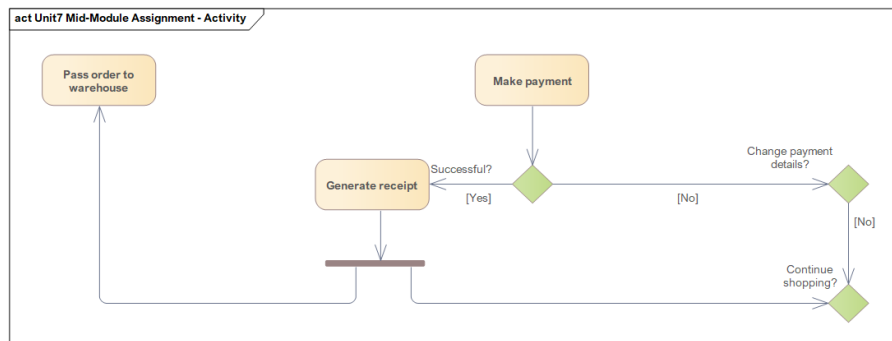 act Unit7 Mid-Module Assignment - Activity
Pass order to
warehouse
Make payment
Change payment
details?
Successful?
Generate receipt
[Yes]
[No]
[No]
Continue
shopping?